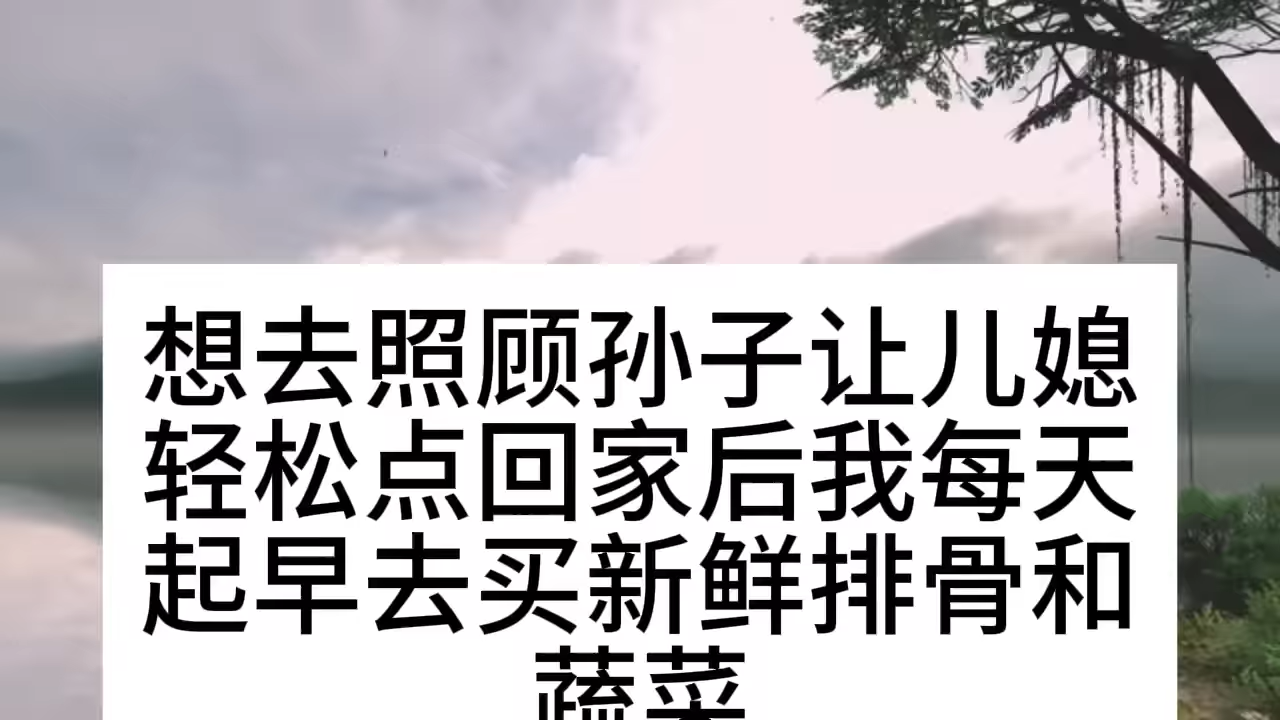 想去照顾孙子让儿媳
轻松点回家后我每天
起早去买新鲜排骨和
蔬菜